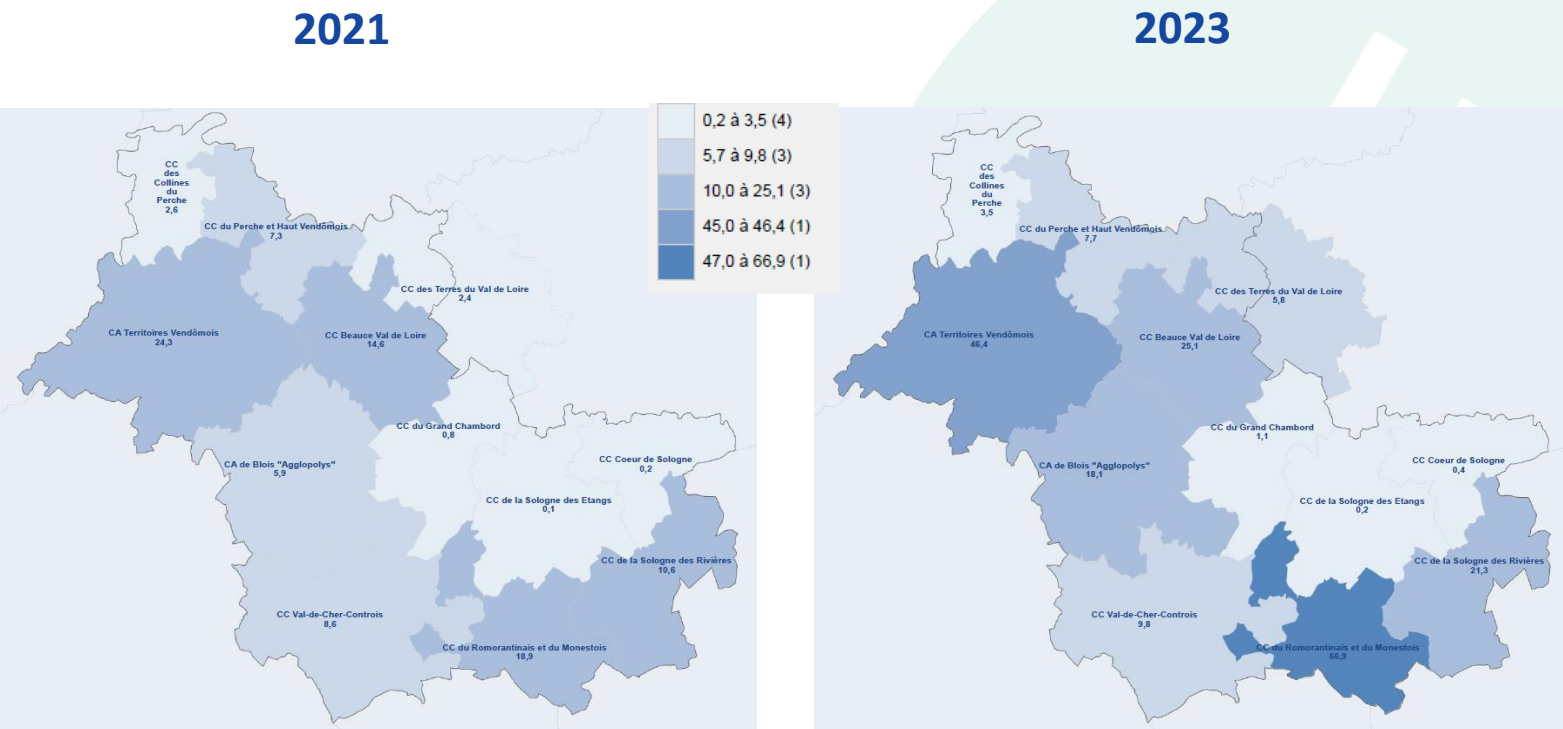 2021
2023
0,2 à 3,5 (4)
5,7 à 9,8 (3)
10,0 à 25,1 (3)
45,0 à 46,4 (1)
47,0 à 66,9 (1)
CC
des
Collines
du
Perche
2,6
CC du Perche et Haut Vendômois
7,3
CC des Terres du Val de Loire
2,4
CA Territoires Vendômois
24,3
CC Beauce Val de Loire
14,6
CC du Grand Chambord
0,8
CA de Blois "Agglopolys"
5,9
CC Coeur de Sologne
0,2
CC de la Sologne des Etangs
0,1
CC de la Sologne des Rivières
10,6
CC Val-de-Cher-Controis
8,6
CC du Romorantinais et du Monestois
18,9
CC
des
Collines
du
Perche
3,5
CC du Perche et Haut Vendômois
7,7
CC des Terres du Val de Loire
5,8
CA Territoires Vendômois
46,4
CC Beauce Val de Loire
25,1
CC du Grand Chambord
1,1
CA de Blois "Agglopolys"
18,1
CC Coeur de Sologne
0,4
CC de la Sologne des Etangs
0,2
CC de la Sologne des Rivières
21,3
CC Val-de-Cher-Controis
9,8
CC du Romorantinais et du Monestois
66,9